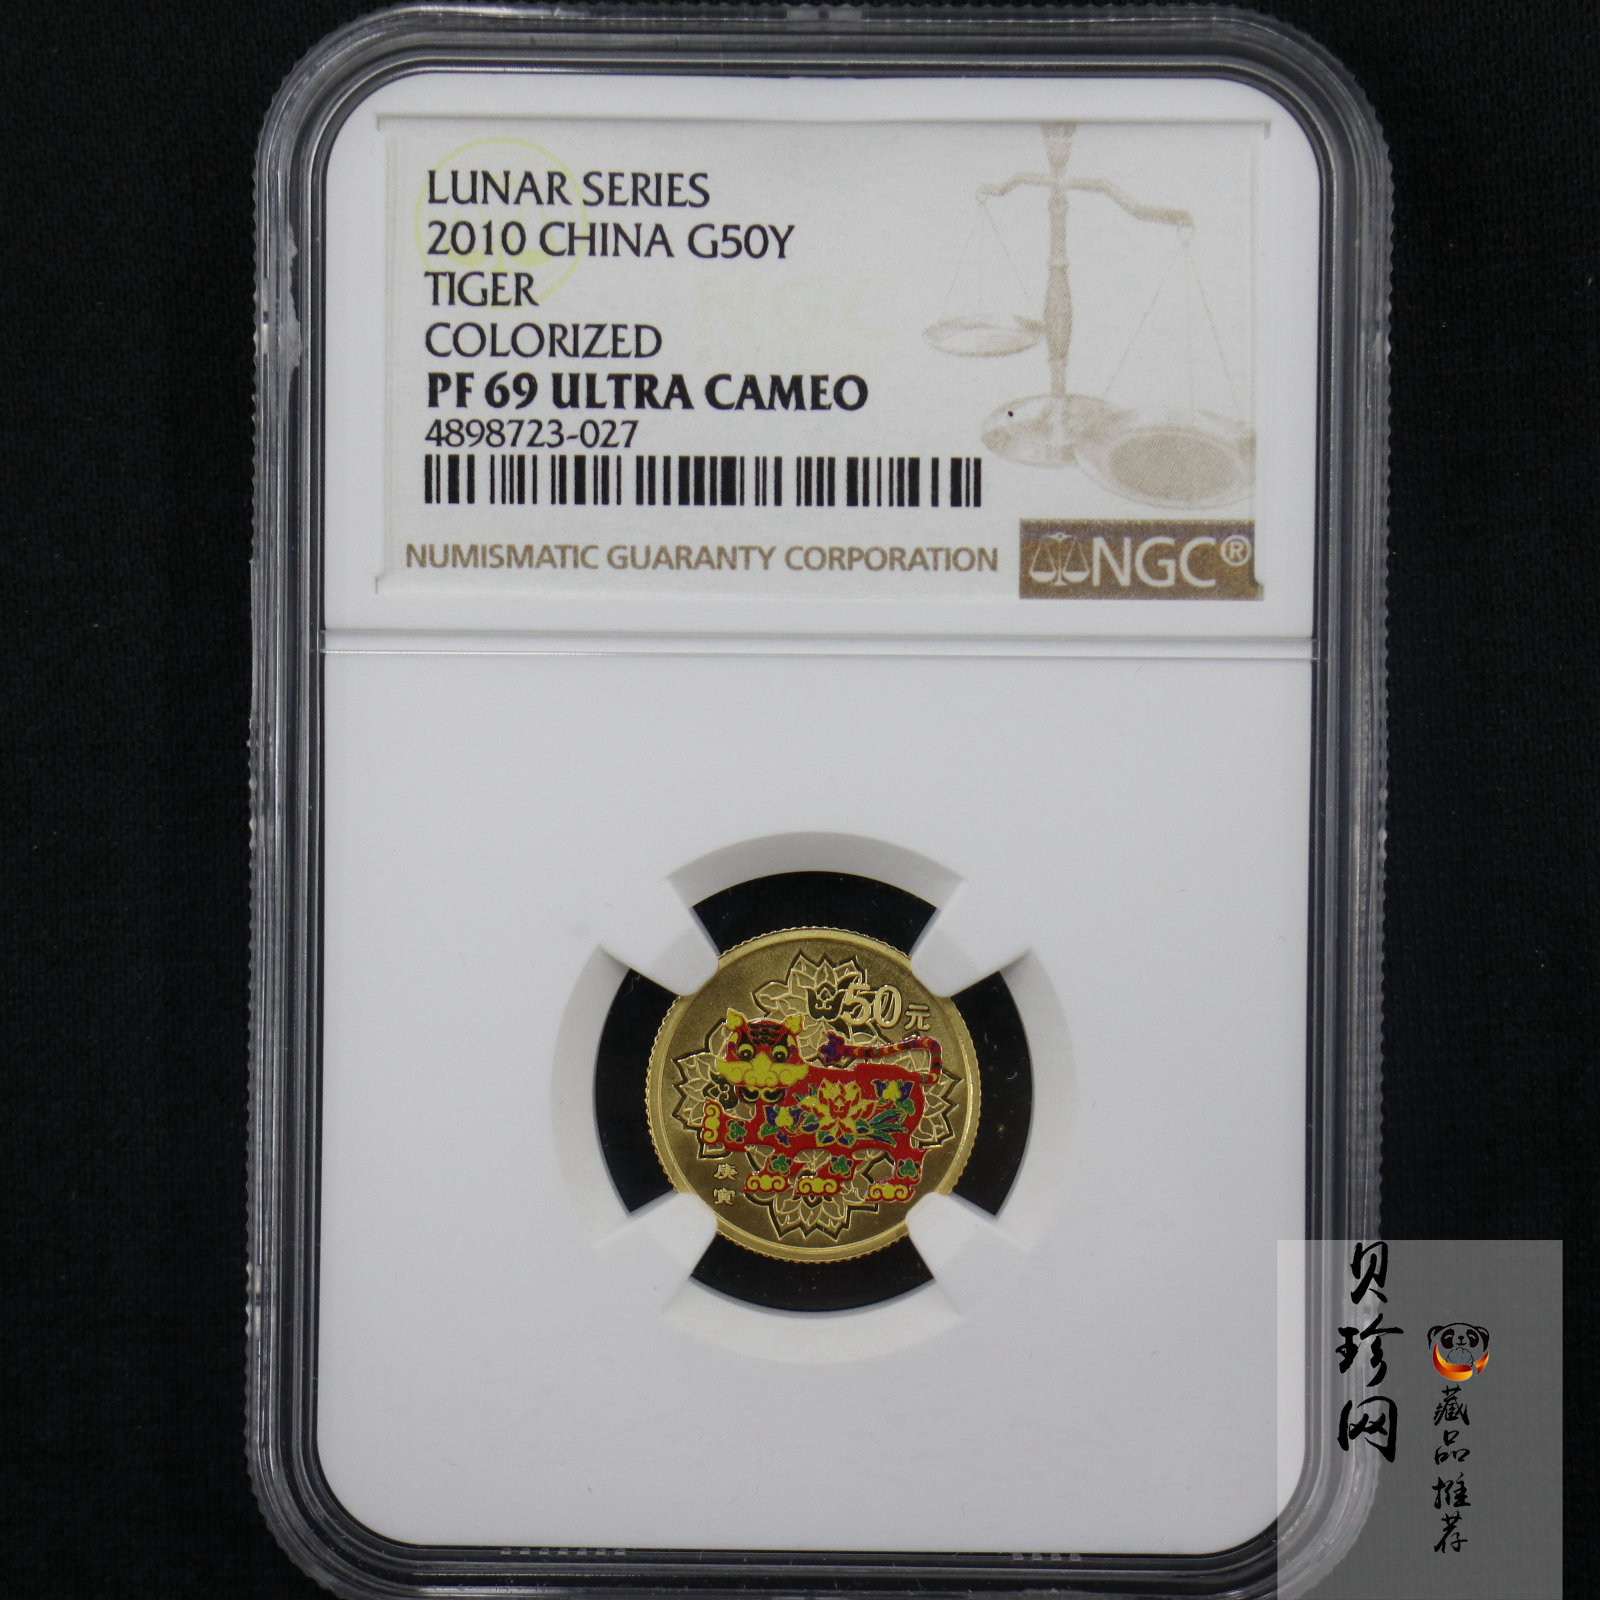 LUNAR SERIES
2010 CHINA G50Y
TIGER
COLORIZED
PF 69 ULTRA CAMEO
4898723-027
NUMISMATIC GUARANTY CORPORATION
NGC®
50元
庚寅
贝珍网
藏品推荐